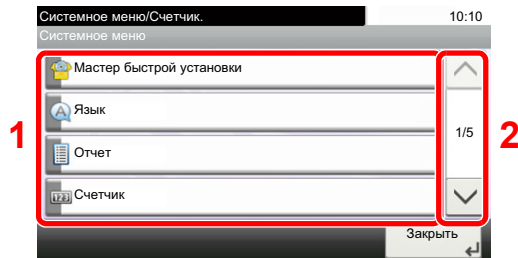 Системное меню/Счетчик. 10:10
Системное меню
Мастер быстрой установки
Язык
Отчет
Счетчик
1
1/5
2
Закрыть